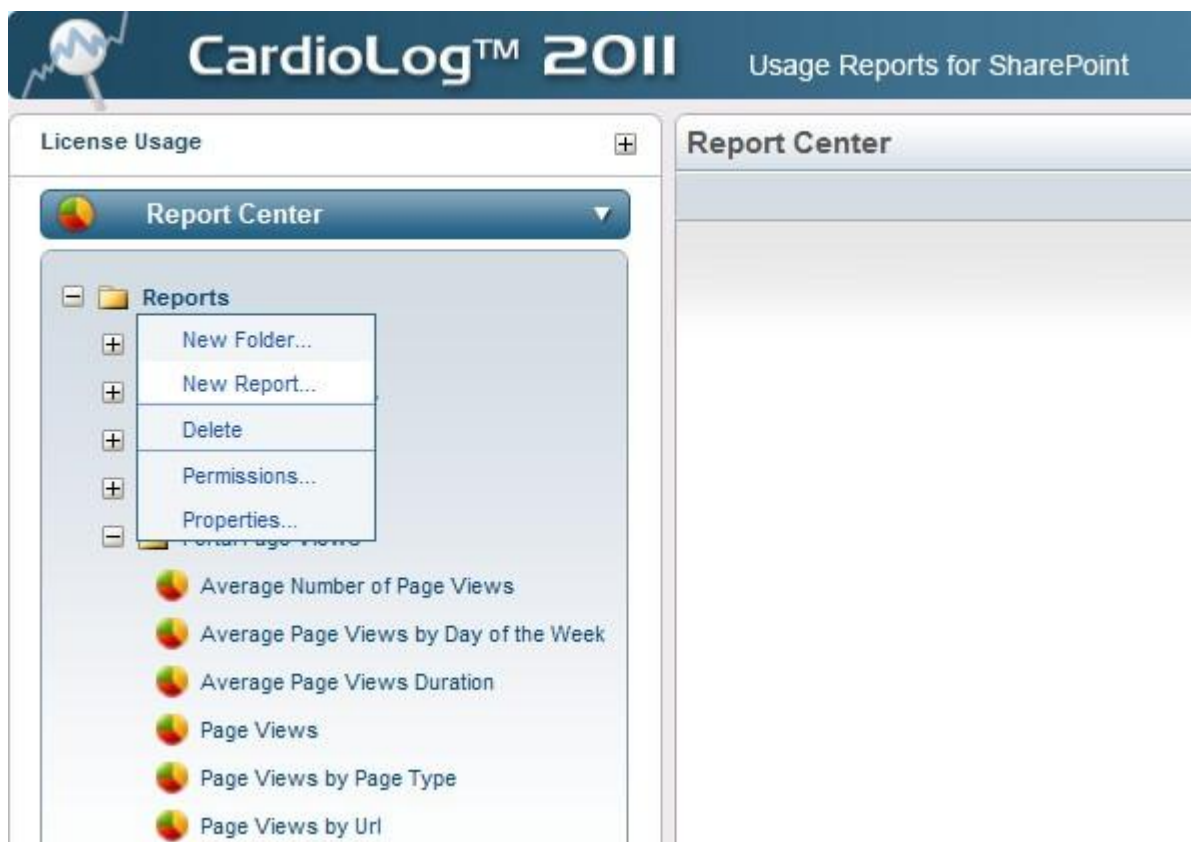 CardioLog™ 2011 Usage Reports for SharePoint
License Usage
Report Center
Report Center
Reports
New Folder...
New Report...
Delete
Permissions...
Properties...
Average Number of Page Views
Average Page Views by Day of the Week
Average Page Views Duration
Page Views
Page Views by Page Type
Page Views by Url